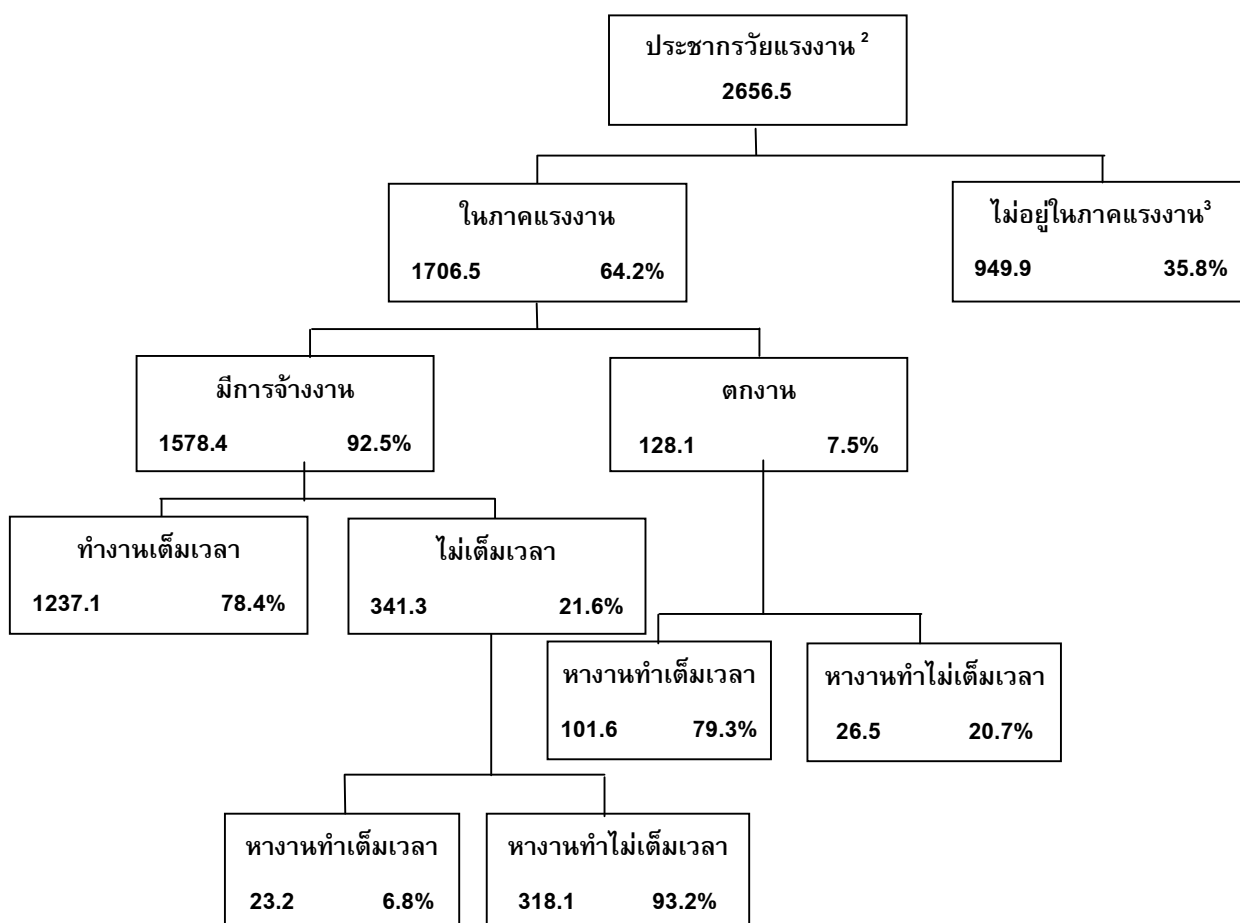 ประชากรวัยแรงงาน ²
2656.5
ในภาคแรงงาน
1706.5 64.2%
ไม่อยู่ในภาคแรงงาน³
949.9 35.8%
มีการจ้างงาน
1578.4 92.5%
ตกงาน
128.1 7.5%
ทำงานเต็มเวลา
1237.1 78.4%
ไม่เต็มเวลา
341.3 21.6%
หางานทำเต็มเวลา
101.6 79.3%
หางานทำไม่เต็มเวลา
26.5 20.7%
หางานทำเต็มเวลา
23.2 6.8%
หางานทำไม่เต็มเวลา
318.1 93.2%